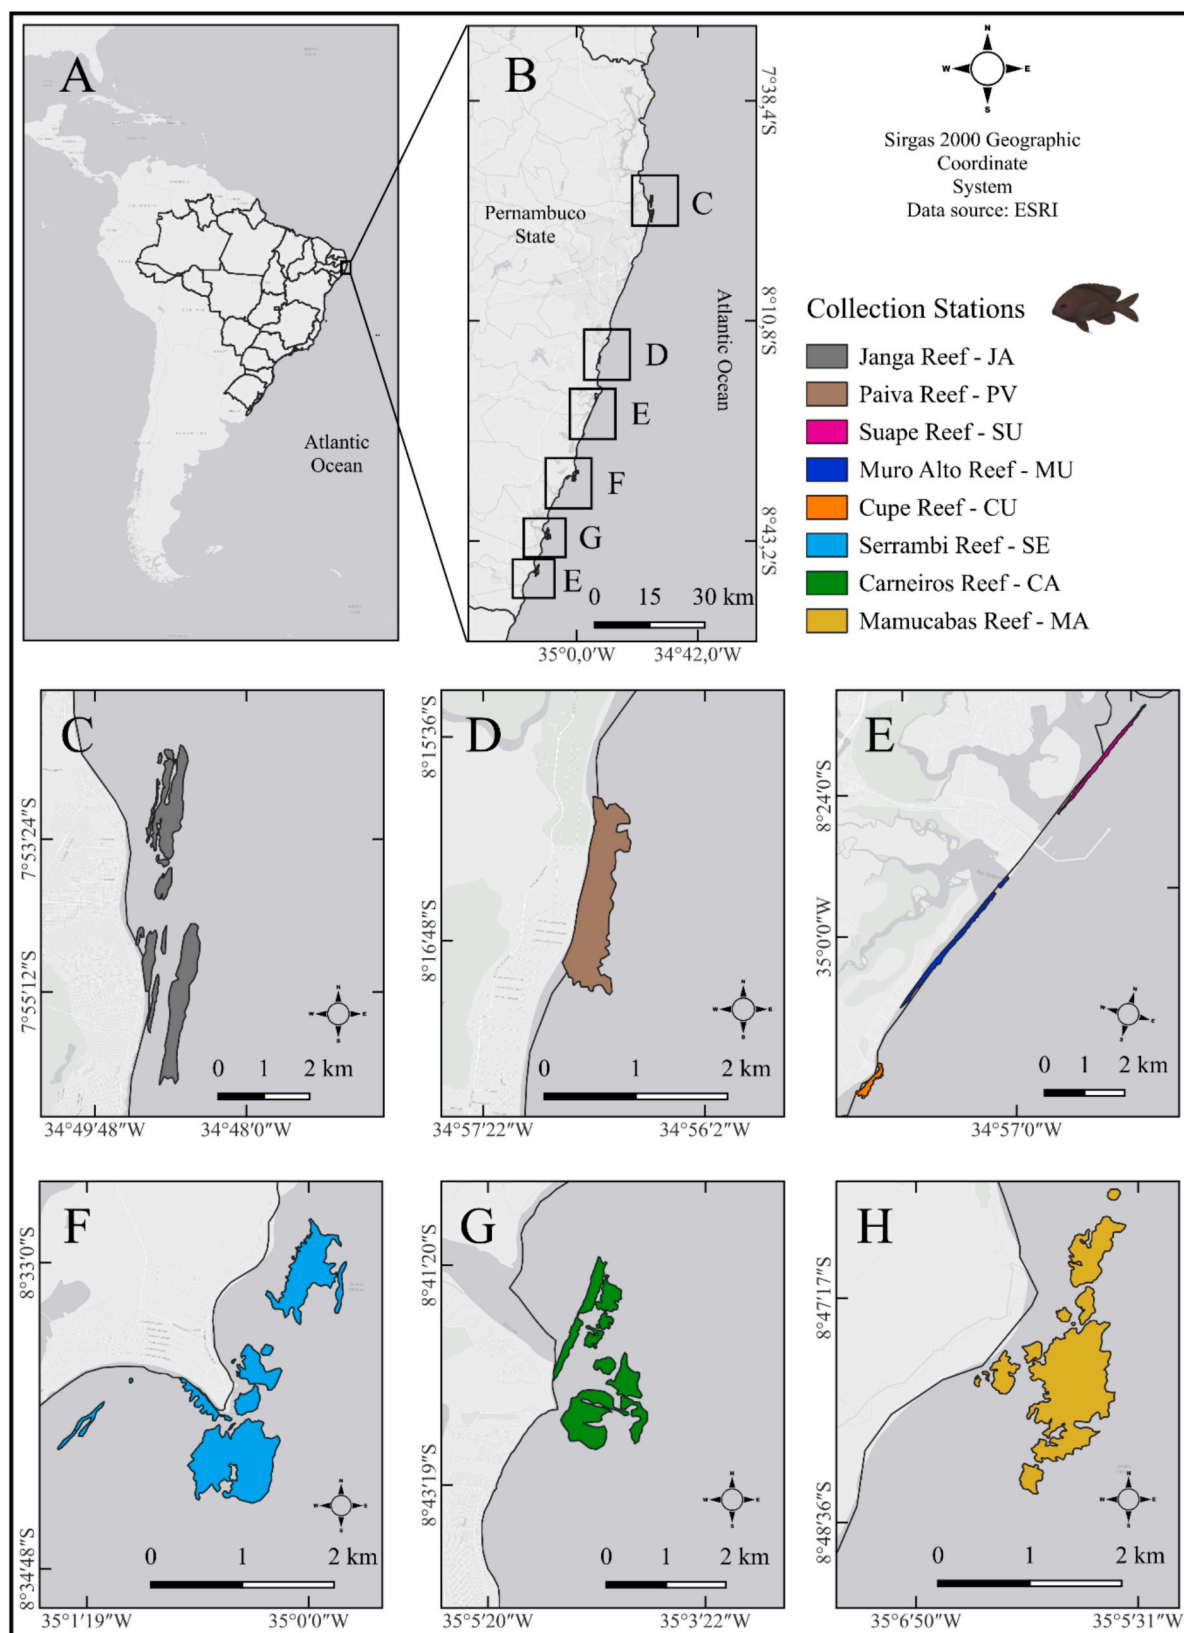 A
Atlantic
Ocean
B
Pernambuco
State
Atlantic Ocean
C
D
E
F
G
E
0 15 30 km
7°38,4'S
8°10,8'S
8°43,2'S
35°0,0'W 34°42,0'W
N
W E
S
Sirgas 2000 Geographic
Coordinate
System
Data source: ESRI
Collection Stations
Janga Reef - JA
Paiva Reef - PV
Suape Reef - SU
Muro Alto Reef - MU
Cupe Reef - CU
Serrambi Reef - SE
Carneiros Reef - CA
Mamucabas Reef - MA
C
7°53'24"S
7°55'12"S
N
W E
S
0 1 2 km
34°49'48"W 34°48'0"W
D
8°15'36"S
8°16'48"S
N
W E
S
0 1 2 km
34°57'22"W 34°56'2"W
E
8°24'0"S
35°0'0"W
N
W E
S
0 1 2 km
34°57'0"W
F
8°33'0"S
8°34'48"S
N
W E
S
0 1 2 km
35°1'19"W 35°0'0"W
G
8°41'20"S
8°43'19"S
N
W E
S
0 1 2 km
35°5'20"W 35°3'22"W
H
8°47'17"S
8°48'36"S
N
W E
S
0 1 2 km
35°6'50"W 35°5'31"W